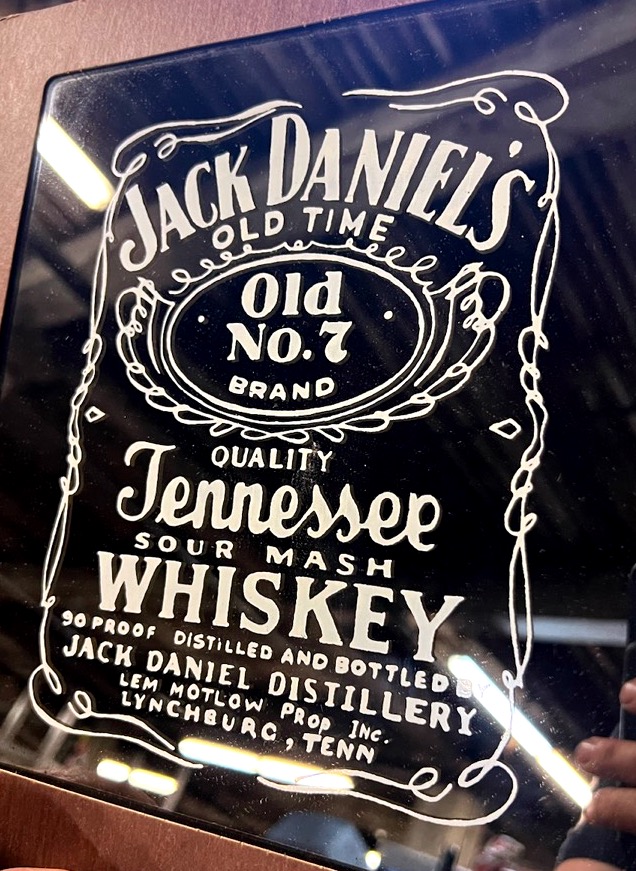 JACK DANIEL'S
OLD TIME
Old
No. 7
BRAND
QUALITY
Tennessee
SOUR MASH
WHISKEY
90 PROOF DISTILLED AND BOTTLED BY
JACK DANIEL DISTILLERY
LEM MOTLOW PROP INC.
LYNCHBURG, TENN